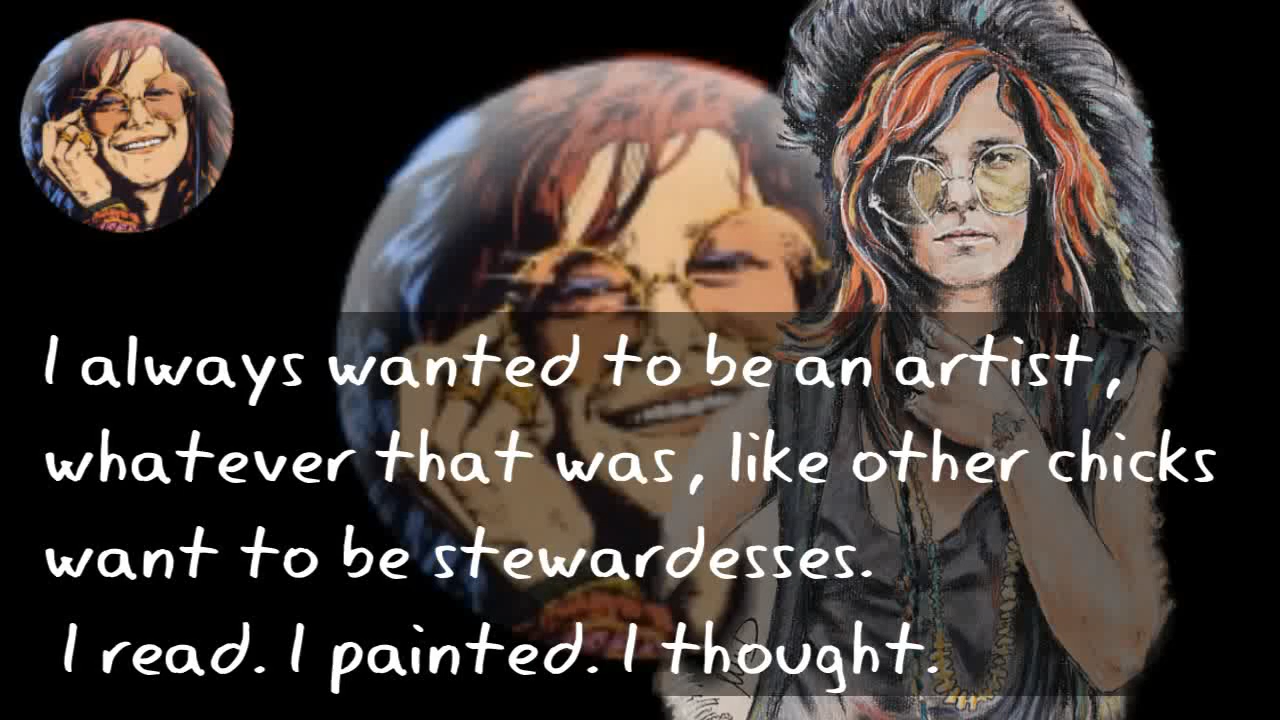 I always wanted to be an artist,
whatever that was, like other chicks
want to be stewardesses.
I read. I painted. I thought.